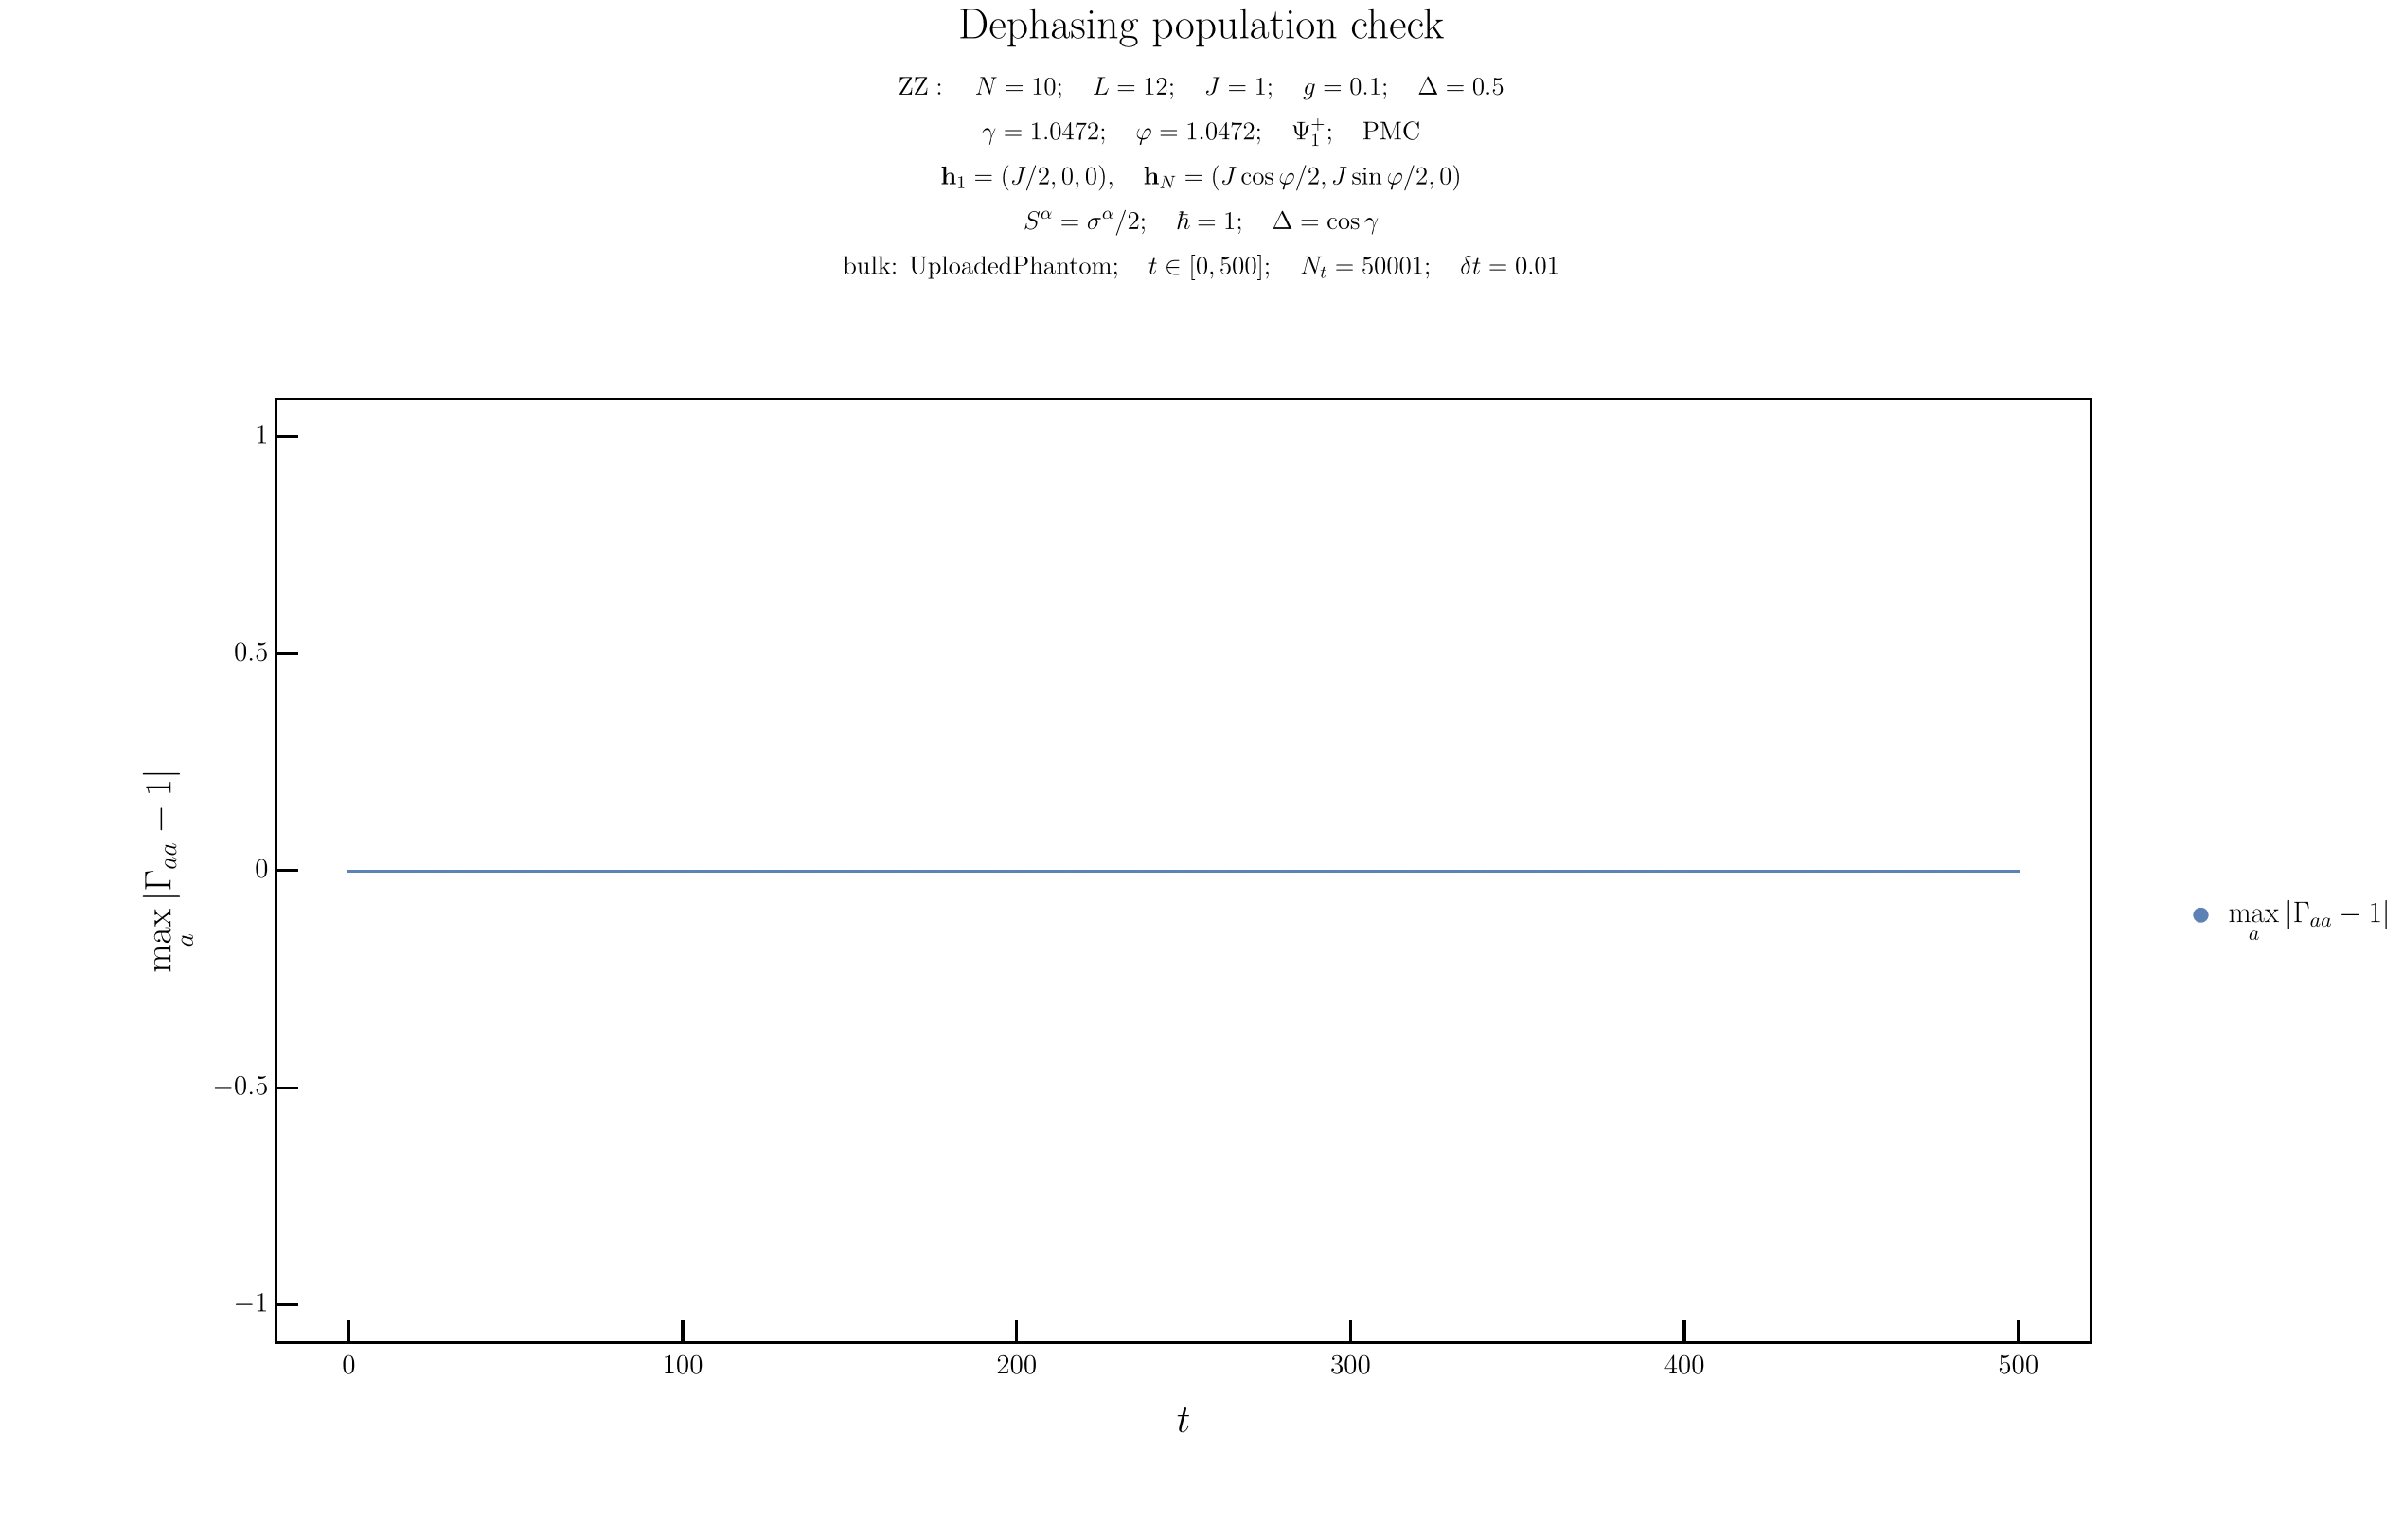 Dephasing population check
ZZ : N = 10; L = 12; J = 1; g = 0.1; Δ = 0.5
γ = 1.0472; φ = 1.0472; Ψ₁⁺; PMC
𝐡₁ = (J/2, 0, 0), 𝐡_N = (J cos φ/2, J sin φ/2, 0)
S^α = σ^α/2; ℏ = 1; Δ = cos γ
bulk: UploadedPhantom; t ∈ [0, 500]; N_t = 50001; δt = 0.01
1
0.5
0
−0.5
−1
max_a |Γ_aa − 1|
max_a |Γ_aa − 1|
0 100 200 300 400 500
t